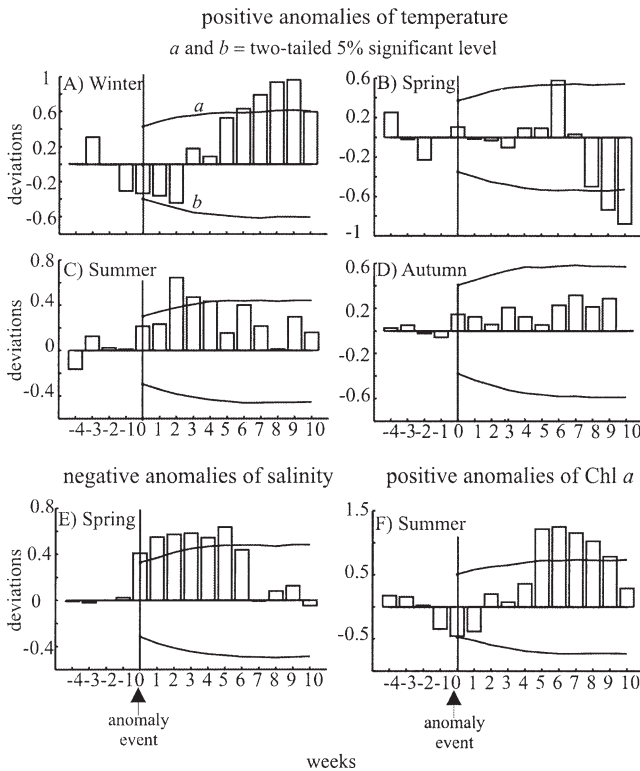 positive anomalies of temperature
a and b = two-tailed 5% significant level
A) Winter
1
0.6
0.2
-0.2
-0.6
deviations
a
b
B) Spring
0.6
0.2
-0.2
-0.6
-1
C) Summer
0.8
0.4
0
-0.4
deviations
-4 -3 -2 -1 0 1 2 3 4 5 6 7 8 9 10
D) Autumn
0.6
0.2
-0.2
-0.6
-4 -3 -2 -1 0 1 2 3 4 5 6 7 8 9 10
negative anomalies of salinity
positive anomalies of Chl a
E) Spring
0.8
0.4
0
-0.4
deviations
-4 -3 -2 -1 0 1 2 3 4 5 6 7 8 9 10
anomaly
event
F) Summer
1.5
0.5
-0.5
-4 -3 -2 -1 0 1 2 3 4 5 6 7 8 9 10
anomaly
event
weeks